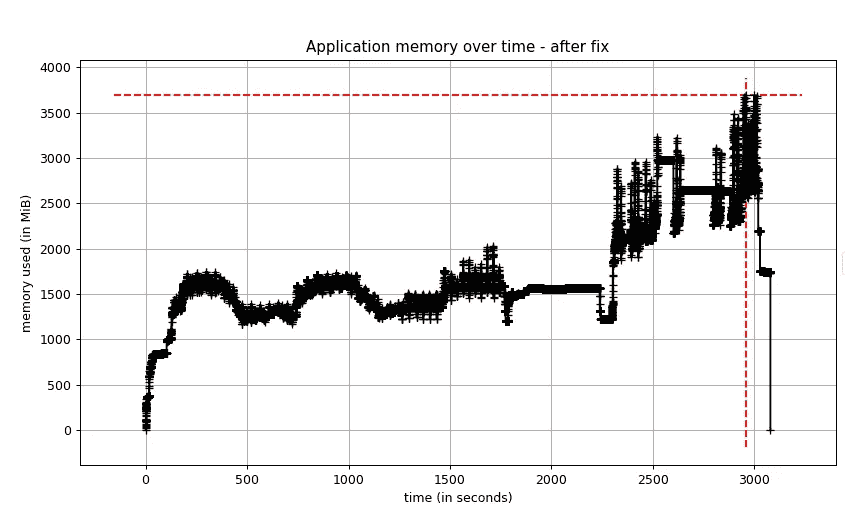 Application memory over time - after fix
4000
3500
3000
2500
2000
1500
1000
500
0
memory used (in MiB)
0 500 1000 1500 2000 2500 3000
time (in seconds)